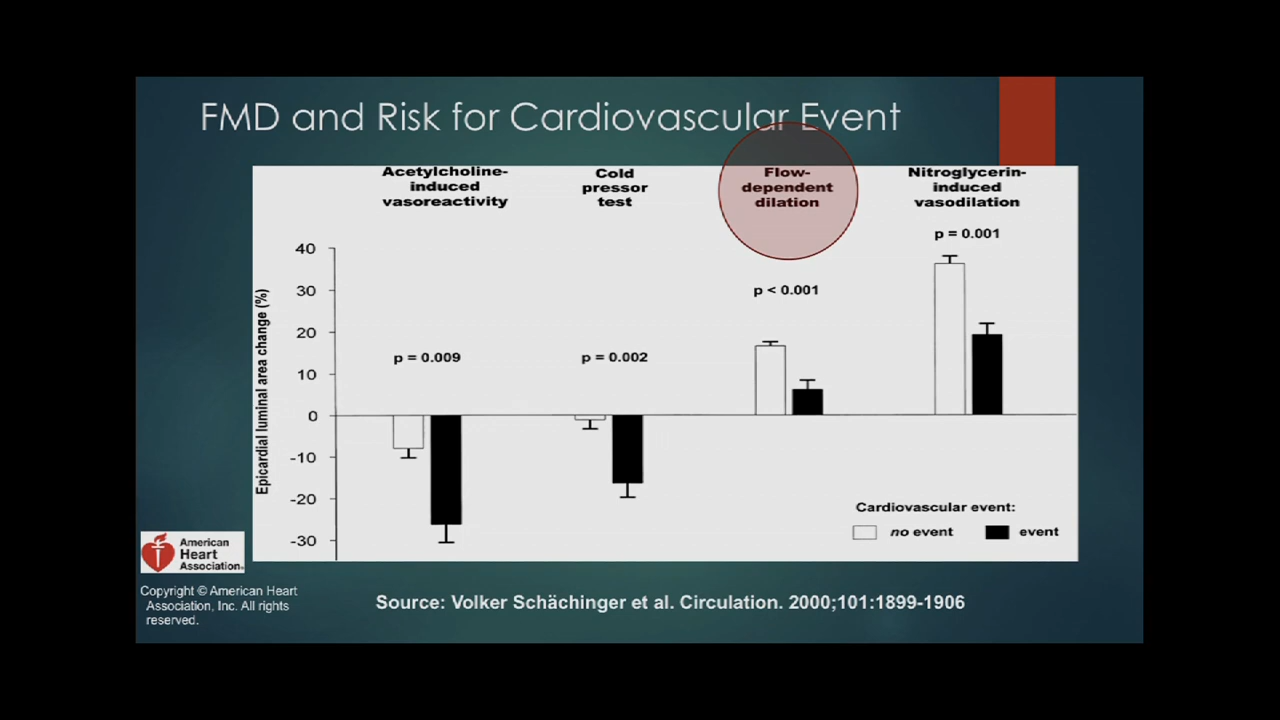 FMD and Risk for Cardiovascular Event
Acetylcholine-
induced
vasoreactivity
Cold
pressor
test
Flow-
dependent
dilation
Nitroglycerin-
induced
vasodilation
p = 0.009
p = 0.002
p < 0.001
p = 0.001
Epicardial luminal area change (%)
40
30
20
10
0
-10
-20
-30
Cardiovascular event:
no event
event
American
Heart
Association®
Copyright © American Heart
Association, Inc. All rights
reserved.
Source: Volker Schächinger et al. Circulation. 2000;101:1899-1906